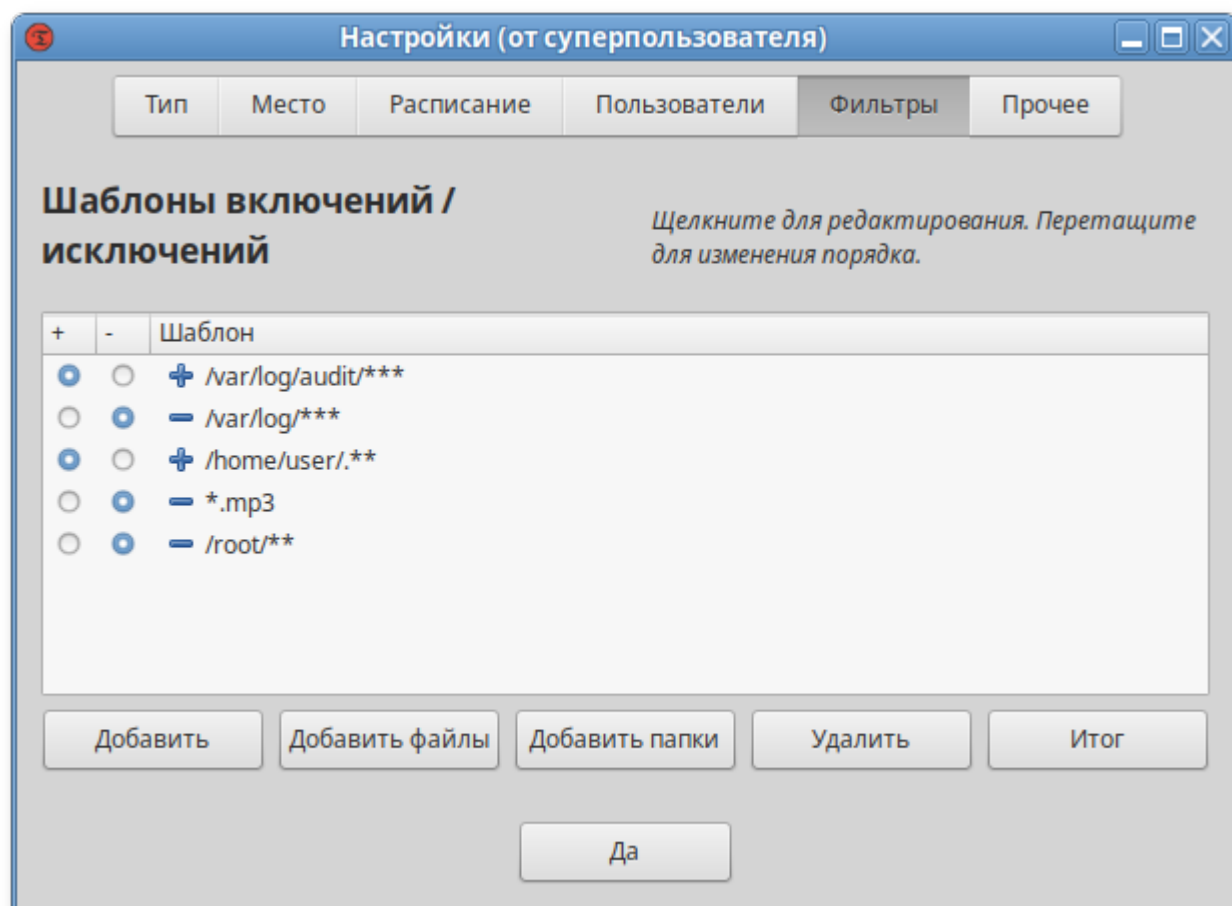 Настройки (от суперпользователя)
Тип Место Расписание Пользователи Фильтры Прочее
Шаблоны включений /
исключений
Щелкните для редактирования. Перетащите
для изменения порядка.
+ - Шаблон
/var/log/audit/***
/var/log/***
/home/user/.**
*.mp3
/root/**
Добавить Добавить файлы Добавить папки Удалить Итог
Да